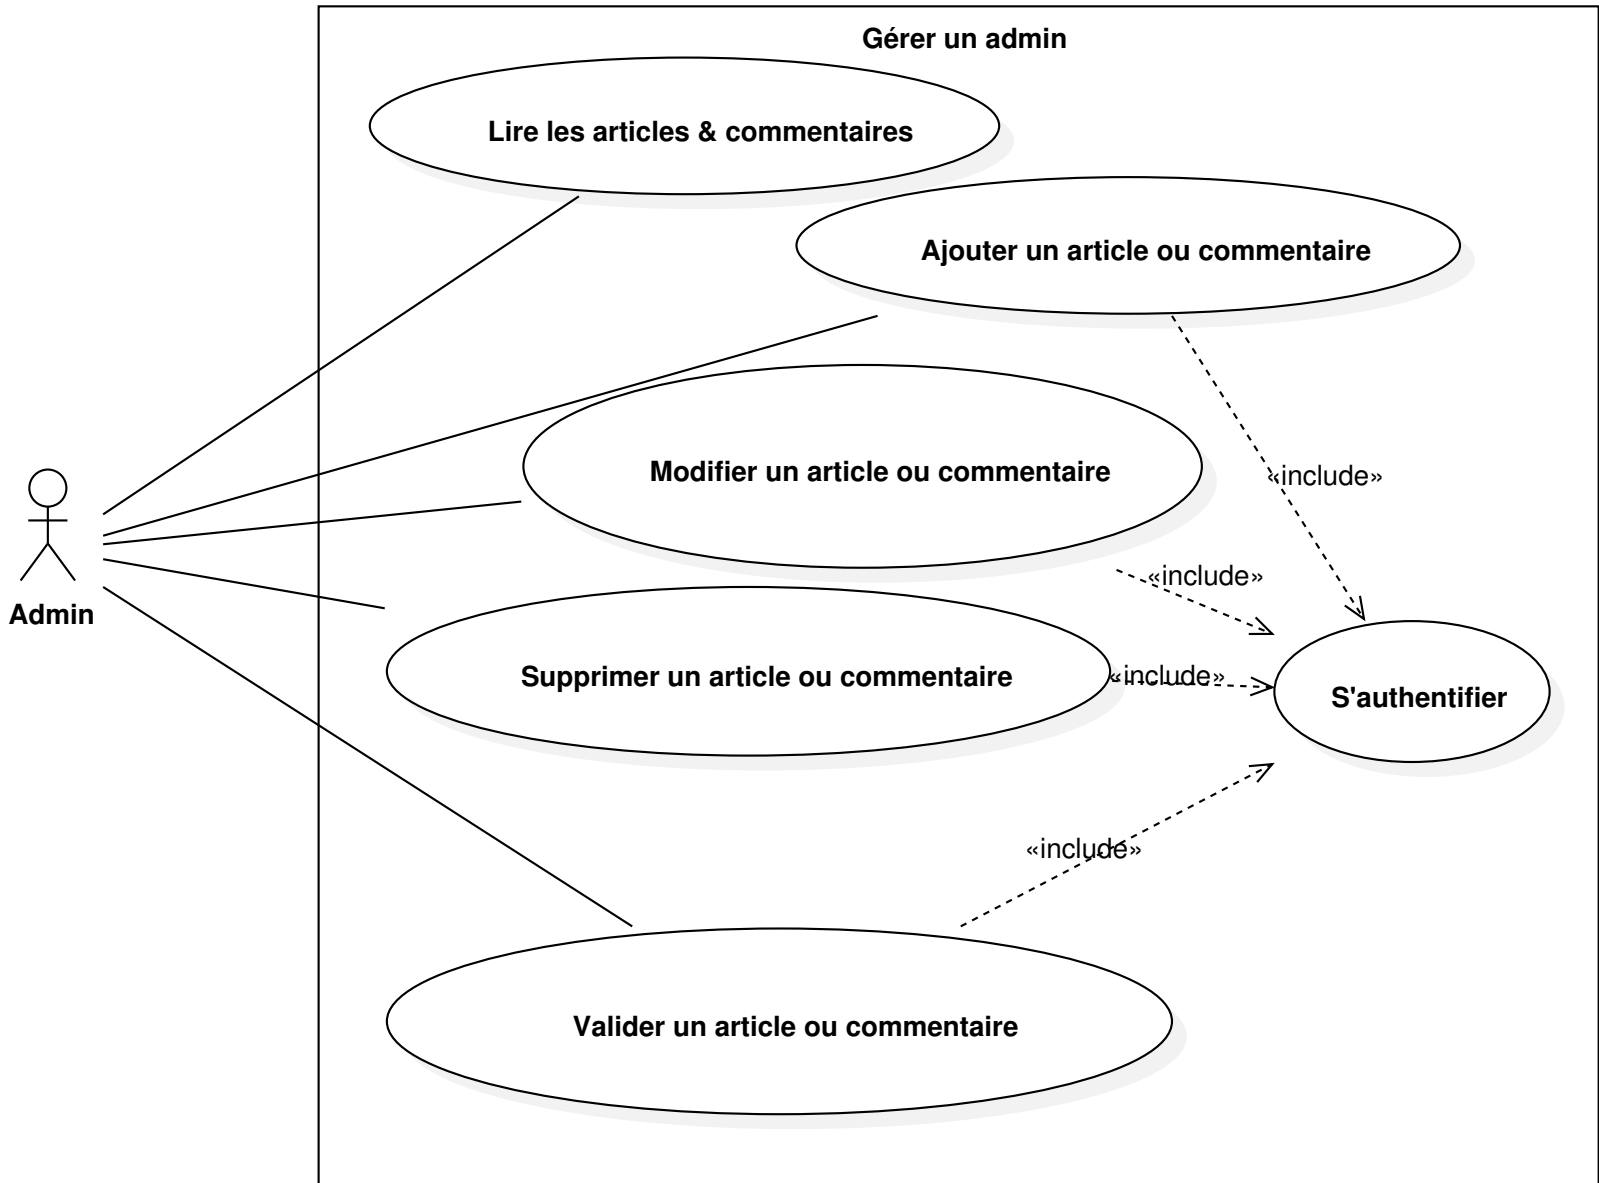 Gérer un admin
Lire les articles & commentaires
Ajouter un article ou commentaire
Modifier un article ou commentaire
«include»
«include»
Admin
Supprimer un article ou commentaire
«include»
S'authentifier
«include»
Valider un article ou commentaire